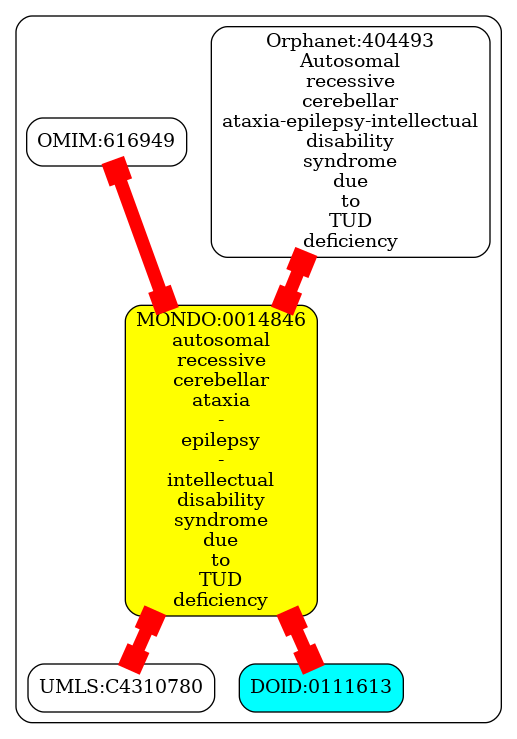 Orphanet:404493
Autosomal
recessive
cerebellar
ataxia-epilepsy-intellectual
disability
syndrome
due
to
TUD
deficiency
OMIM:616949
MONDO:0014846
autosomal
recessive
cerebellar
ataxia
-
epilepsy
-
intellectual
disability
syndrome
due
to
TUD
deficiency
UMLS:C4310780
DOID:0111613